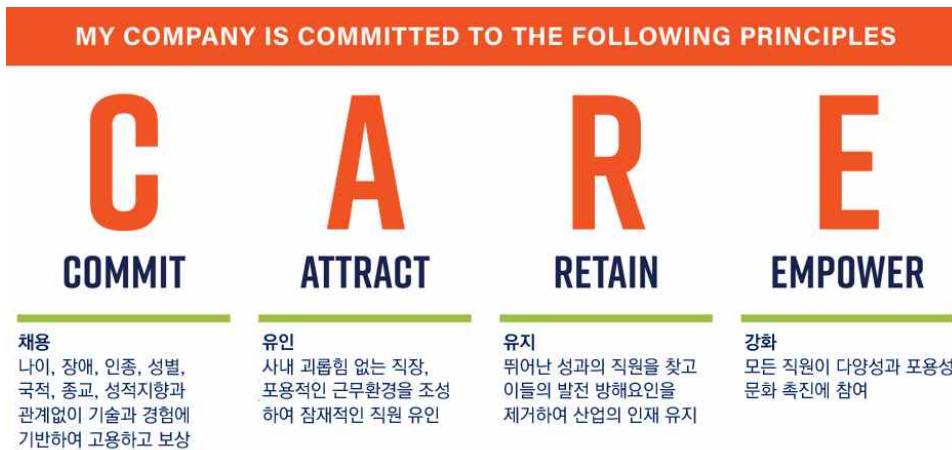 MY COMPANY IS COMMITTED TO THE FOLLOWING PRINCIPLES
C
COMMIT
채용
나이, 장애, 인종, 성별,
국적, 종교, 성적지향과
관계없이 기술과 경험에
기반하여 고용하고 보상
A
ATTRACT
유인
사내 괴롭힘 없는 직장,
포용적인 근무환경을 조성
하여 잠재적인 직원 유인
R
RETAIN
유지
뛰어난 성과의 직원을 찾고
이들의 발전 방해요인을
제거하여 산업의 인재 유지
E
EMPOWER
강화
모든 직원이 다양성과 포용성
문화 촉진에 참여